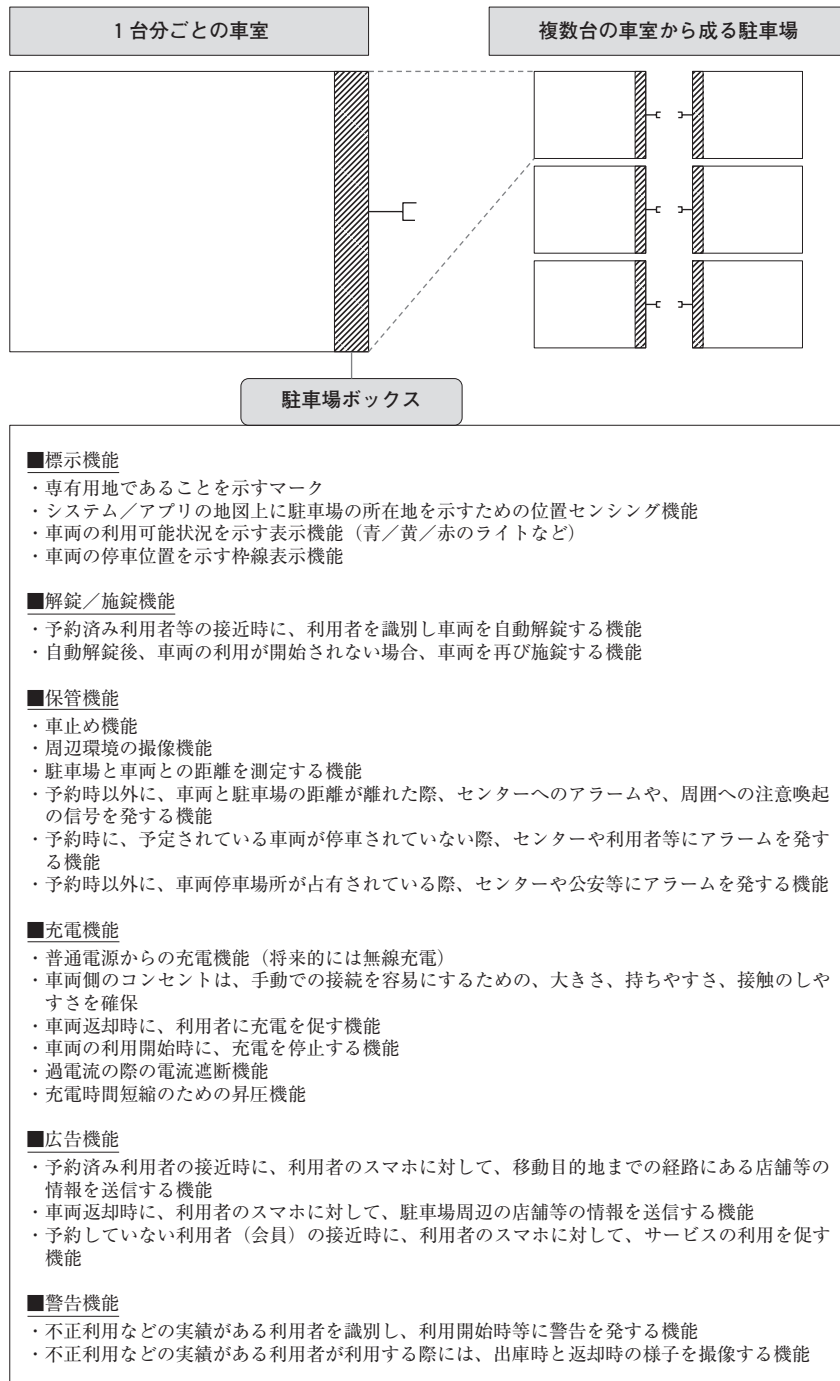 1台分ごとの車室
複数台の車室から成る駐車場
駐車場ボックス
■標示機能
・専有用地であることを示すマーク
・システム／アプリの地図上に駐車場の所在地を示すための位置センシング機能
・車両の利用可能状況を示す表示機能（青／黄／赤のライトなど）
・車両の停車位置を示す枠線表示機能
■解錠／施錠機能
・予約済み利用者等の接近時に、利用者を識別し車両を自動解錠する機能
・自動解錠後、車両の利用が開始されない場合、車両を再び施錠する機能
■保管機能
・車止め機能
・周辺環境の撮像機能
・駐車場と車両との距離を測定する機能
・予約時以外に、車両と駐車場の距離が離れた際、センターへのアラームや、周囲への注意喚起
の信号を発する機能
・予約時に、予定されている車両が停車されていない際、センターや利用者等にアラームを発す
る機能
・予約時以外に、車両停車場所が占有されている際、センターや公安等にアラームを発する機能
■充電機能
・普通電源からの充電機能（将来的には無線充電）
・車両側のコンセントは、手動での接続を容易にするための、大きさ、持ちやすさ、接触のしや
すさを確保
・車両返却時に、利用者に充電を促す機能
・車両の利用開始時に、充電を停止する機能
・過電流の際の電流遮断機能
・充電時間短縮のための昇圧機能
■広告機能
・予約済み利用者の接近時に、利用者のスマホに対して、移動目的地までの経路にある店舗等の
情報を送信する機能
・車両返却時に、利用者のスマホに対して、駐車場周辺の店舗等の情報を送信する機能
・予約していない利用者（会員）の接近時に、利用者のスマホに対して、サービスの利用を促す
機能
■警告機能
・不正利用などの実績がある利用者を識別し、利用開始時等に警告を発する機能
・不正利用などの実績がある利用者が利用する際には、出庫時と返却時の様子を撮像する機能